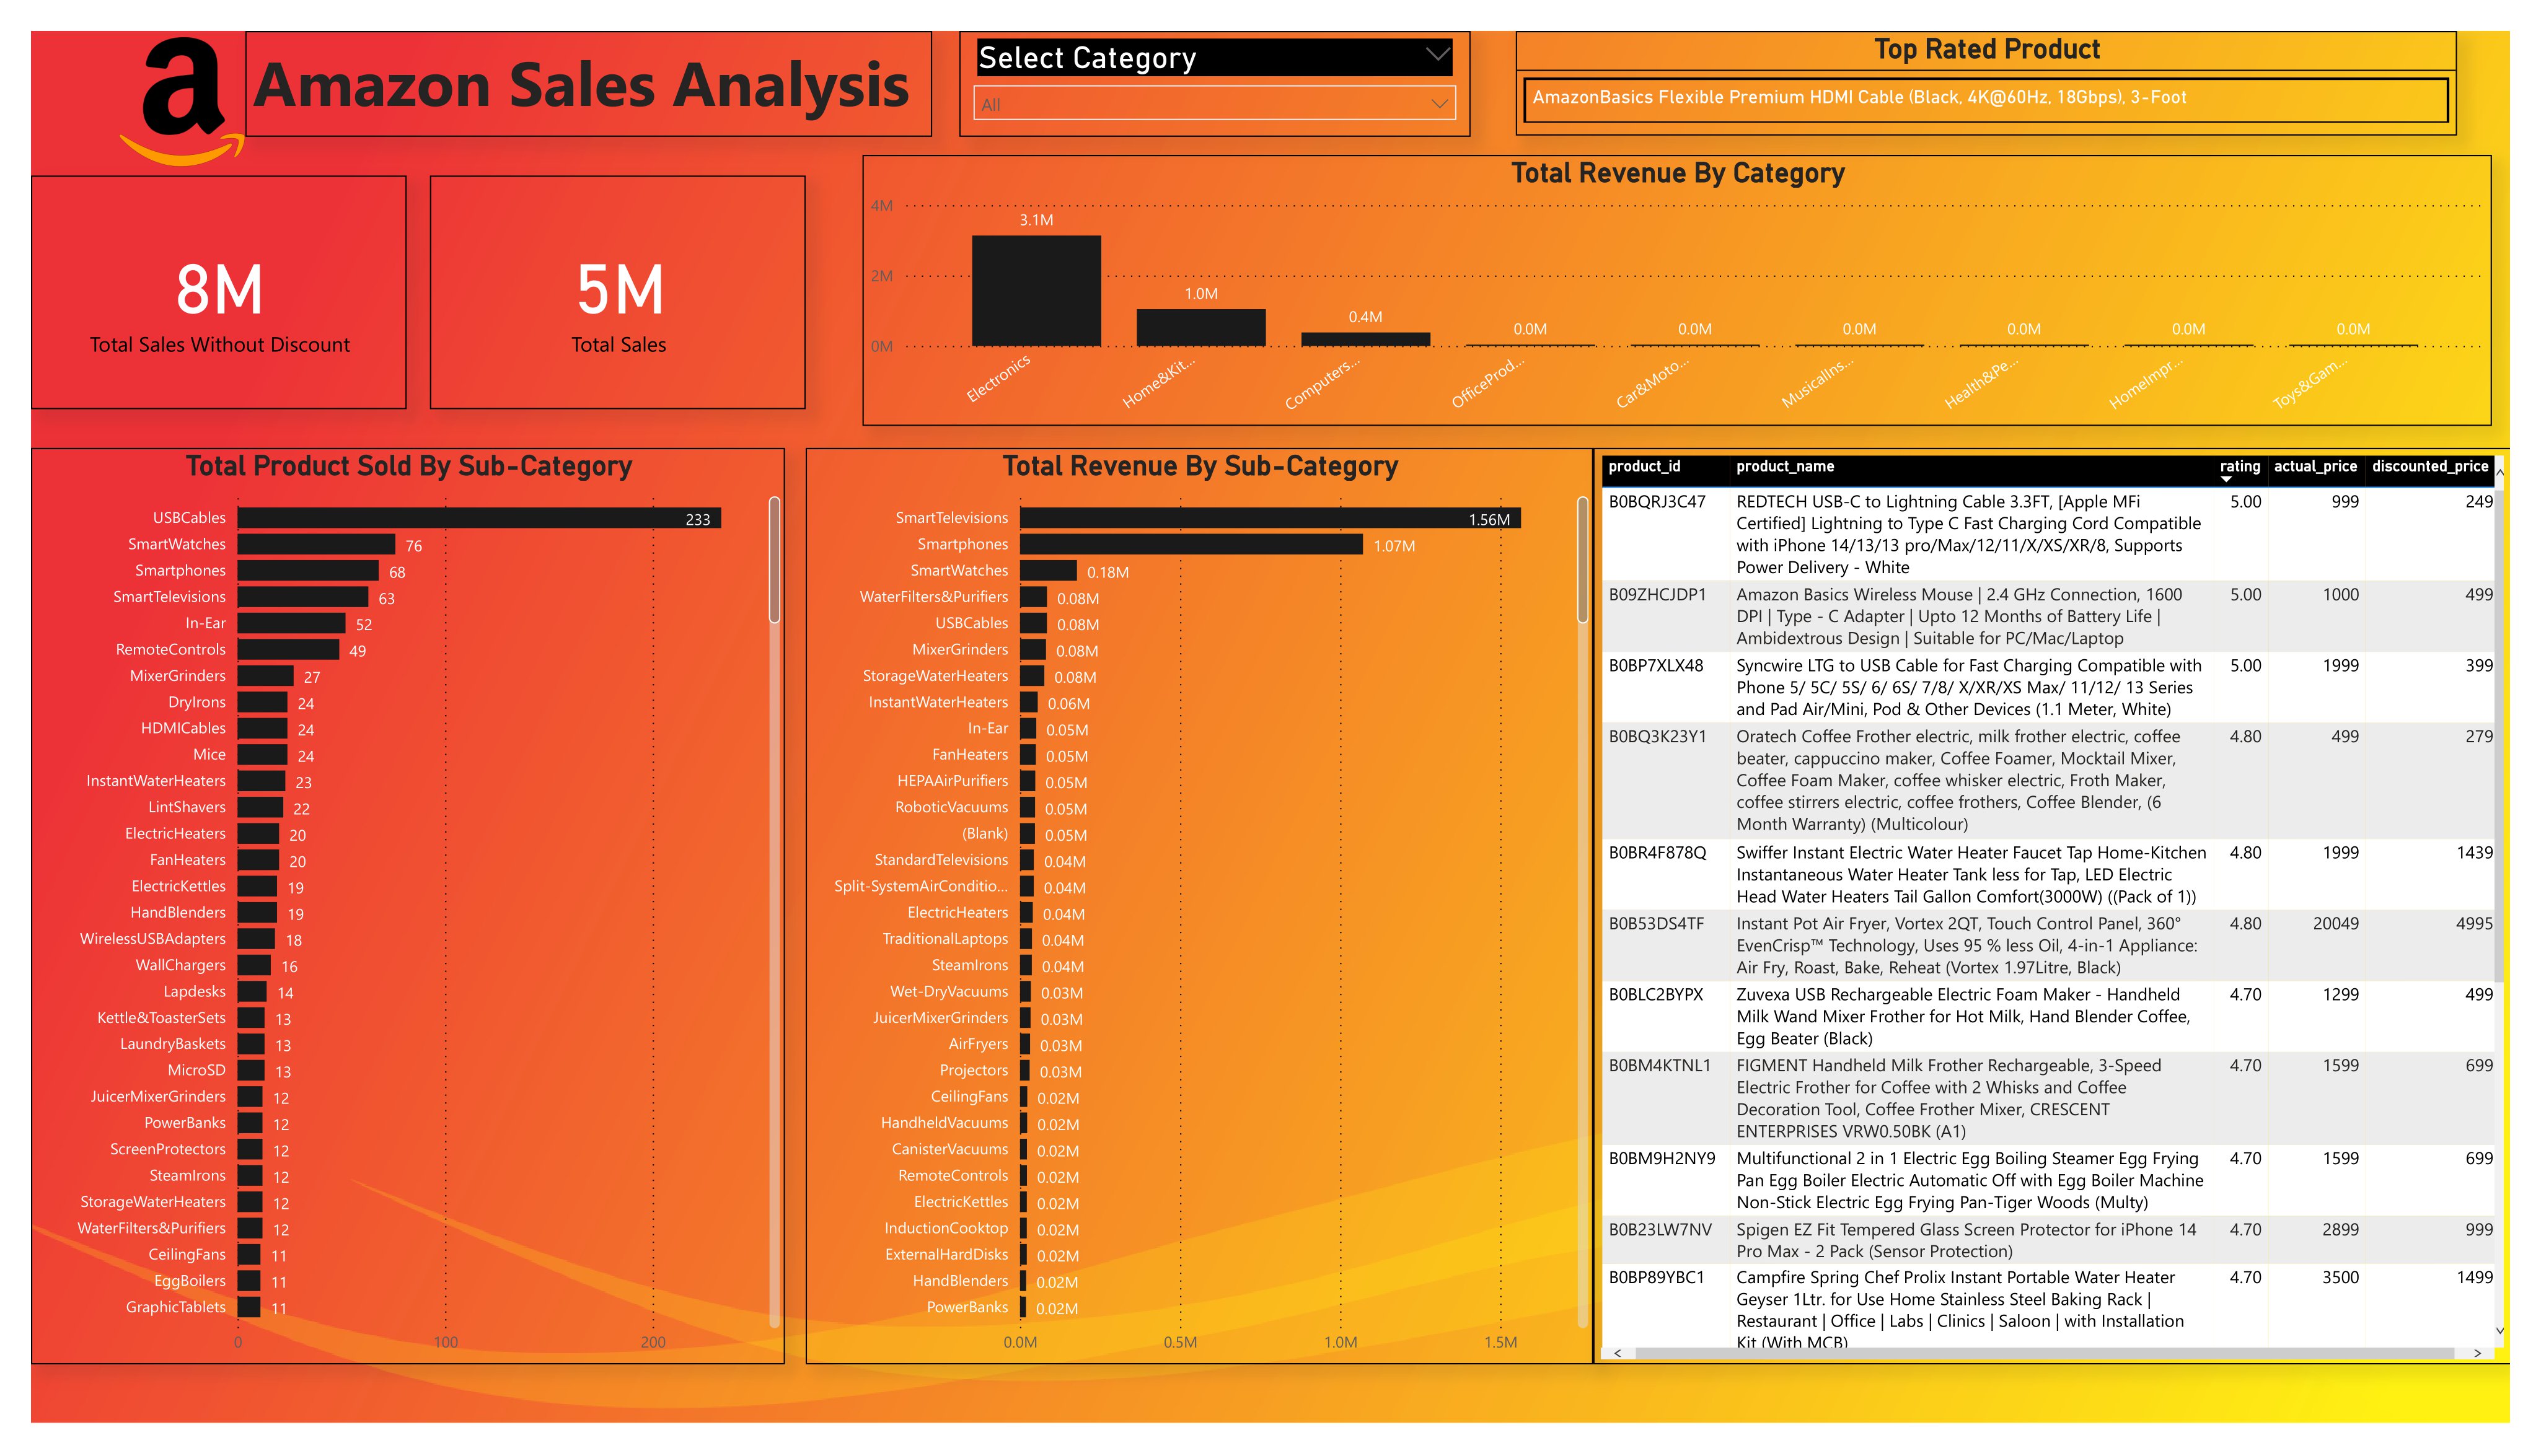 a
Amazon Sales Analysis
Select Category
All
Top Rated Product
AmazonBasics Flexible Premium HDMI Cable (Black, 4K@60Hz, 18Gbps), 3-Foot
8M
Total Sales Without Discount
5M
Total Sales
Total Revenue By Category
4M
2M
0M
3.1M
1.0M
0.4M
0.0M
0.0M
0.0M
0.0M
0.0M
0.0M
Electronics
Home&Kit...
Computers...
OfficeProd...
Car&Moto...
MusicalIns...
Health&Pe...
HomeImpr...
Toys&Gam...
Total Product Sold By Sub-Category
USBCables 233
SmartWatches 76
Smartphones 68
SmartTelevisions 63
In-Ear 52
RemoteControls 49
MixerGrinders 27
DryIrons 24
HDMICables 24
Mice 24
InstantWaterHeaters 23
LintShavers 22
ElectricHeaters 20
FanHeaters 20
ElectricKettles 19
HandBlenders 19
WirelessUSBAdapters 18
WallChargers 16
Lapdesks 14
Kettle&ToasterSets 13
LaundryBaskets 13
MicroSD 13
JuicerMixerGrinders 12
PowerBanks 12
ScreenProtectors 12
SteamIrons 12
StorageWaterHeaters 12
WaterFilters&Purifiers 12
CeilingFans 11
EggBoilers 11
GraphicTablets 11
0 100 200
Total Revenue By Sub-Category
SmartTelevisions 1.56M
Smartphones 1.07M
SmartWatches 0.18M
WaterFilters&Purifiers 0.08M
USBCables 0.08M
MixerGrinders 0.08M
StorageWaterHeaters 0.08M
InstantWaterHeaters 0.06M
In-Ear 0.05M
FanHeaters 0.05M
HEPAAirPurifiers 0.05M
RoboticVacuums 0.05M
(Blank) 0.05M
StandardTelevisions 0.04M
Split-SystemAirConditio... 0.04M
ElectricHeaters 0.04M
TraditionalLaptops 0.04M
SteamIrons 0.04M
Wet-DryVacuums 0.03M
JuicerMixerGrinders 0.03M
AirFryers 0.03M
Projectors 0.03M
CeilingFans 0.02M
HandheldVacuums 0.02M
CanisterVacuums 0.02M
RemoteControls 0.02M
ElectricKettles 0.02M
InductionCooktop 0.02M
ExternalHardDisks 0.02M
HandBlenders 0.02M
PowerBanks 0.02M
0.0M 0.5M 1.0M 1.5M
product_id product_name rating actual_price discounted_price
B0BQRJ3C47 REDTECH USB-C to Lightning Cable 3.3FT, [Apple MFi 5.00 999 249
Certified] Lightning to Type C Fast Charging Cord Compatible
with iPhone 14/13/13 pro/Max/12/11/X/XS/XR/8, Supports
Power Delivery - White
B09ZHCJDP1 Amazon Basics Wireless Mouse | 2.4 GHz Connection, 1600 5.00 1000 499
DPI | Type - C Adapter | Upto 12 Months of Battery Life |
Ambidextrous Design | Suitable for PC/Mac/Laptop
B0BP7XLX48 Syncwire LTG to USB Cable for Fast Charging Compatible with 5.00 1999 399
Phone 5/ 5C/ 5S/ 6/ 6S/ 7/8/ X/XR/XS Max/ 11/12/ 13 Series
and Pad Air/Mini, Pod & Other Devices (1.1 Meter, White)
B0BQ3K23Y1 Oratech Coffee Frother electric, milk frother electric, coffee 4.80 499 279
beater, cappuccino maker, Coffee Foamer, Mocktail Mixer,
Coffee Foam Maker, coffee whisker electric, Froth Maker,
coffee stirrers electric, coffee frothers, Coffee Blender, (6
Month Warranty) (Multicolour)
B0BR4F878Q Swiffer Instant Electric Water Heater Faucet Tap Home-Kitchen 4.80 1999 1439
Instantaneous Water Heater Tank less for Tap, LED Electric
Head Water Heaters Tail Gallon Comfort(3000W) ((Pack of 1))
B0B53DS4TF Instant Pot Air Fryer, Vortex 2QT, Touch Control Panel, 360° 4.80 20049 4995
EvenCrisp™ Technology, Uses 95 % less Oil, 4-in-1 Appliance:
Air Fry, Roast, Bake, Reheat (Vortex 1.97Litre, Black)
B0BLC2BYPX Zuvexa USB Rechargeable Electric Foam Maker - Handheld 4.70 1299 499
Milk Wand Mixer Frother for Hot Milk, Hand Blender Coffee,
Egg Beater (Black)
B0BM4KTNL1 FIGMENT Handheld Milk Frother Rechargeable, 3-Speed 4.70 1599 699
Electric Frother for Coffee with 2 Whisks and Coffee
Decoration Tool, Coffee Frother Mixer, CRESCENT
ENTERPRISES VRW0.50BK (A1)
B0BM9H2NY9 Multifunctional 2 in 1 Electric Egg Boiling Steamer Egg Frying 4.70 1599 699
Pan Egg Boiler Electric Automatic Off with Egg Boiler Machine
Non-Stick Electric Egg Frying Pan-Tiger Woods (Multy)
B0B23LW7NV Spigen EZ Fit Tempered Glass Screen Protector for iPhone 14 4.70 2899 999
Pro Max - 2 Pack (Sensor Protection)
B0BP89YBC1 Campfire Spring Chef Prolix Instant Portable Water Heater 4.70 3500 1499
Geyser 1Ltr. for Use Home Stainless Steel Baking Rack |
Restaurant | Office | Labs | Clinics | Saloon | with Installation
Kit (With MCB)